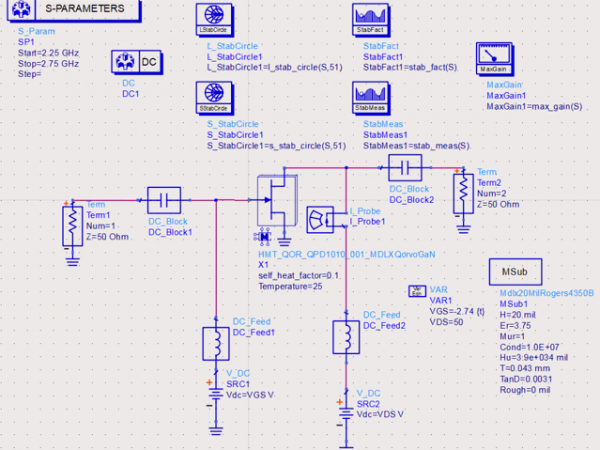 S-PARAMETERS
S_Param
SP1
Start=2.25 GHz
Stop=2.75 GHz
Step=
DC
DC
DC1
LStabCircle
L_StabCircle
L_StabCircle1
L_StabCircle1=l_stab_circle(S,51)
SStabCircle
S_StabCircle
S_StabCircle1
S_StabCircle1=s_stab_circle(S,51)
StabFact
StabFact
StabFact1
StabFact1=stab_fact(S)
StabMeas
StabMeas
StabMeas1
StabMeas1=stab_meas(S)
MaxGain
MaxGain
MaxGain1
MaxGain1=max_gain(S)
Term
Term1
Num=1
Z=50 Ohm
DC_Block
DC_Block1
DC_Block
DC_Block2
Term
Term2
Num=2
Z=50 Ohm
I_Probe
I_Probe1
M
HMT_QOR_QPD1010_001_MDLXQorvoGaN
X1
self_heat_factor=0.1
Temperature=25
Var
Eqn
VAR
VAR1
VGS=-2.74 {t}
VDS=50
MSub
Mdlx20MilRogers4350B
MSub1
H=20 mil
Er=3.75
Mur=1
Cond=1.0E+07
Hu=3.9e+034 mil
T=0.043 mm
TanD=0.0031
Rough=0 mil
DC_Feed
DC_Feed1
DC_Feed
DC_Feed2
V_DC
SRC1
Vdc=VGS V
V_DC
SRC2
Vdc=VDS V